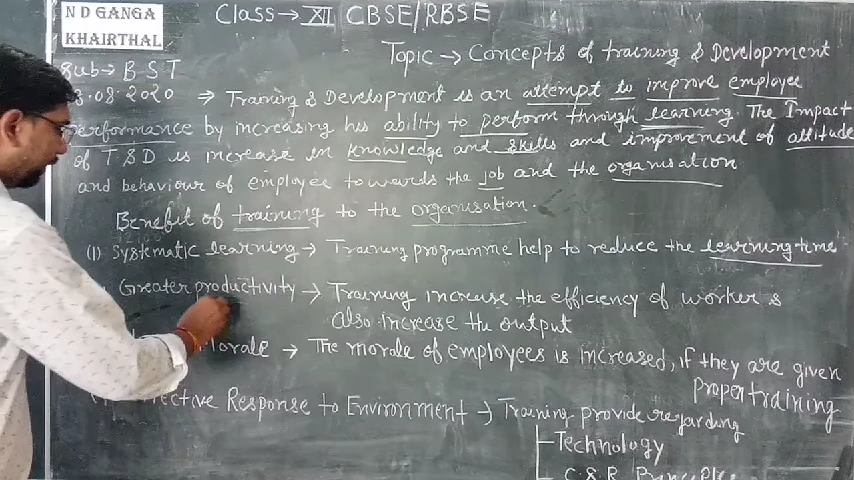 N D GANGA
KHAIRTHAL
Class → XII CBSE/RBSE
Topic → Concepts of training & Development
Sub → B S T
.08.2020 ⇒ Training & Development is an attempt to improve employee
performance by increasing his ability to perform through learning. The Impact
of T & D is increase in knowledge and skills and improvement of attitude
and behaviour of employee towards the job and the organisation
Benefit of training to the organisation.
(1) Systematic learning → Training programme help to reduce the learning time
Greater productivity → Training increase the efficiency of worker &
also increase the output
Morale → The morale of employees is increased, if they are given
Proper training
Effective Response to Environment → Training provide regarding
Technology
C.S.R Principles